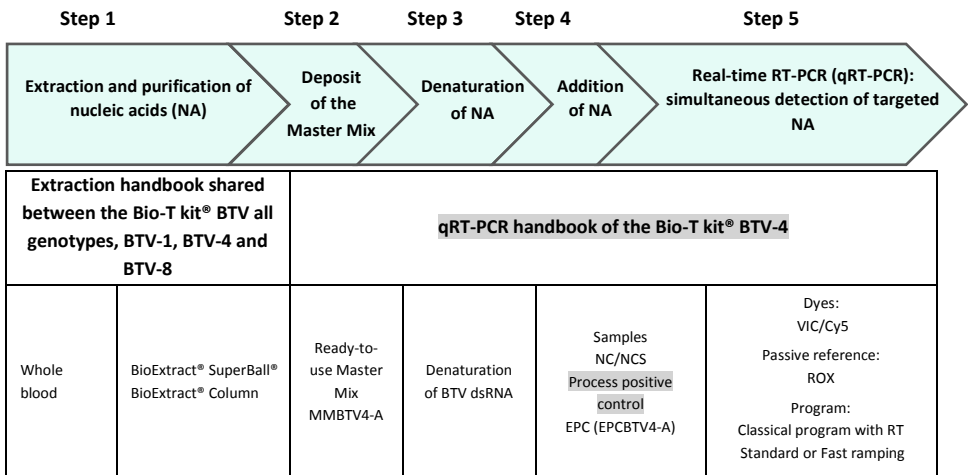 Step 1
Step 2
Step 3
Step 4
Step 5
Extraction and purification of
nucleic acids (NA)
Deposit
of the
Master Mix
Denaturation
of NA
Addition
of NA
Real-time RT-PCR (qRT-PCR):
simultaneous detection of targeted
NA
Extraction handbook shared
between the Bio-T kit® BTV all
genotypes, BTV-1, BTV-4 and
BTV-8
qRT-PCR handbook of the Bio-T kit® BTV-4
Whole
blood
BioExtract® SuperBall®
BioExtract® Column
Ready-to-
use Master
Mix
MMBTV4-A
Denaturation
of BTV dsRNA
Samples
NC/NCS
Process positive
control
EPC (EPCBTV4-A)
Dyes:
VIC/Cy5
Passive reference:
ROX
Program:
Classical program with RT
Standard or Fast ramping